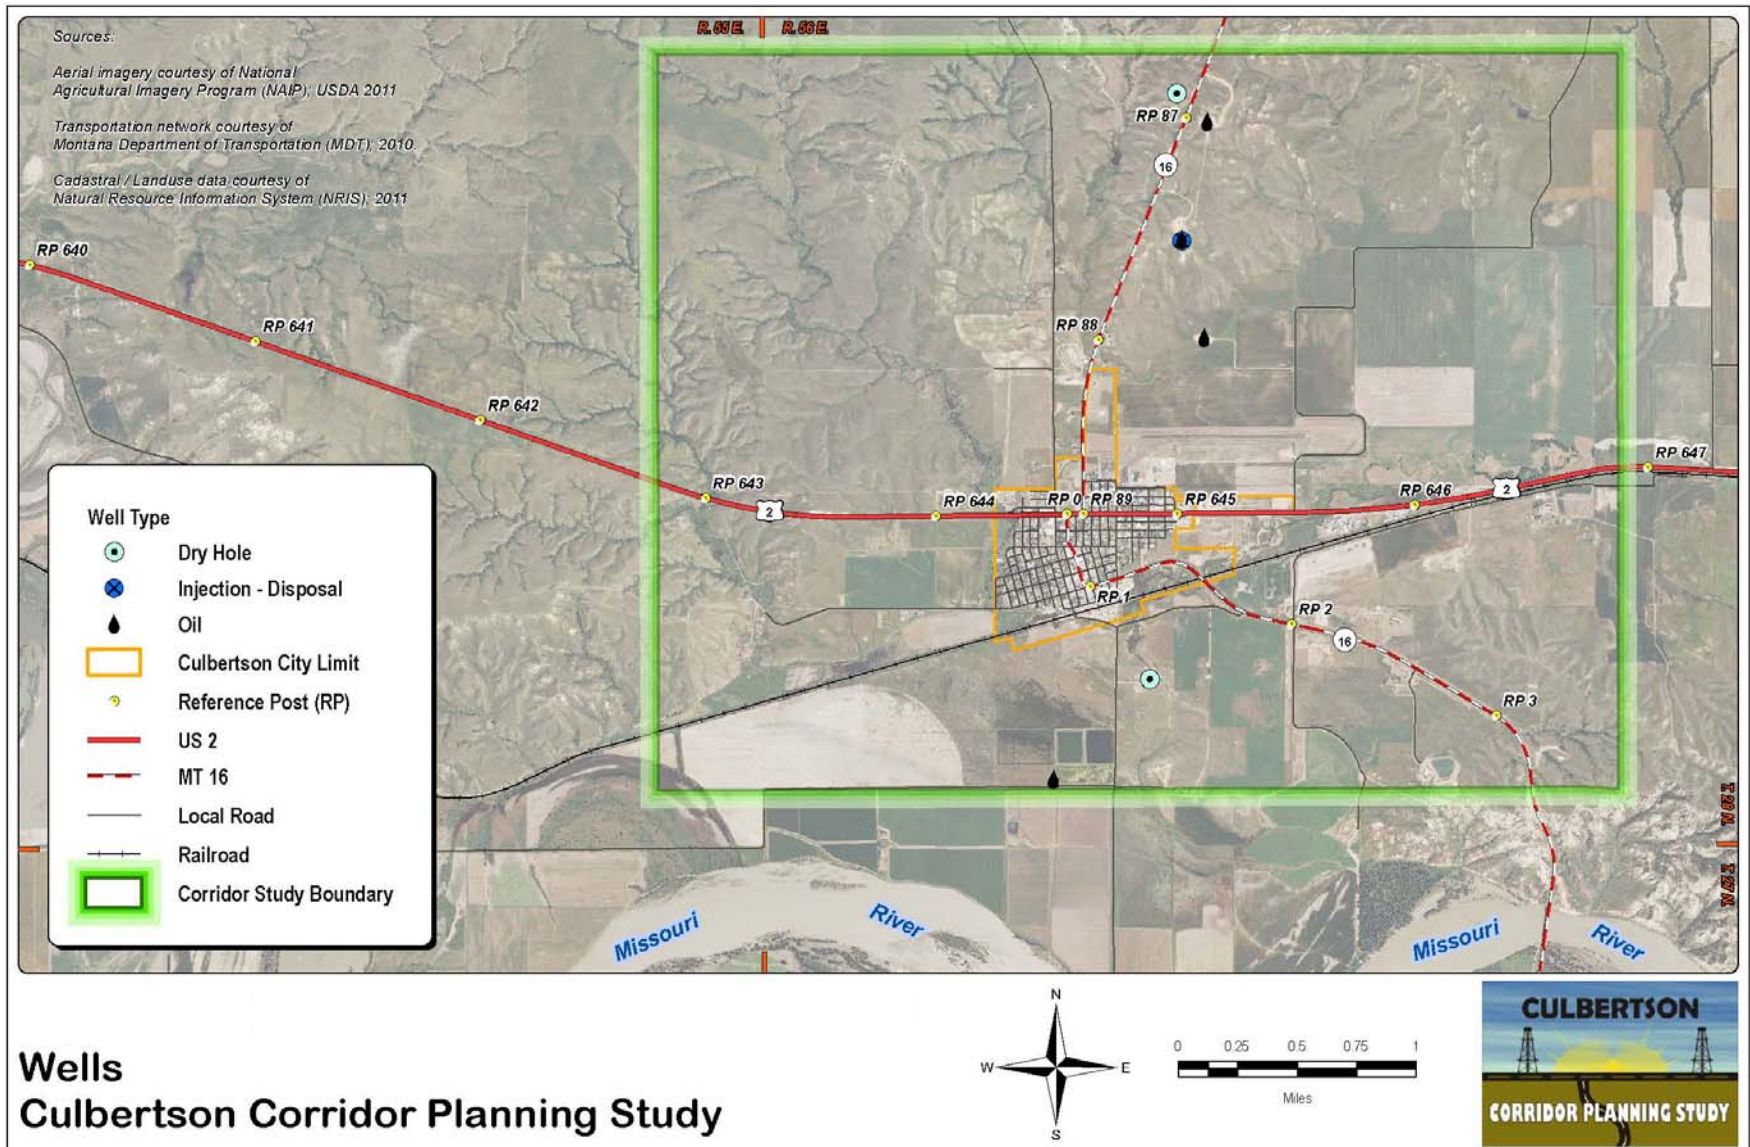 Sources:
Aerial imagery courtesy of National
Agricultural Imagery Program (NAIP); USDA 2011
Transportation network courtesy of
Montana Department of Transportation (MDT); 2010
Cadastral / Landuse data courtesy of
Natural Resource Information System (NRIS); 2011
R. 55 E. R. 56 E.
RP 87
16
RP 640
RP 641
RP 88
RP 642
RP 643
2
RP 644
RP 0
RP 89
RP 645
RP 646
2
RP 647
RP 1
RP 2
16
RP 3
T. 28 N.
T. 27 N.
Missouri
River
Missouri
River
Well Type
Dry Hole
Injection - Disposal
Oil
Culbertson City Limit
Reference Post (RP)
US 2
MT 16
Local Road
Railroad
Corridor Study Boundary
Wells
Culbertson Corridor Planning Study
N
W
E
S
0 0.25 0.5 0.75 1
Miles
CULBERTSON
CORRIDOR PLANNING STUDY